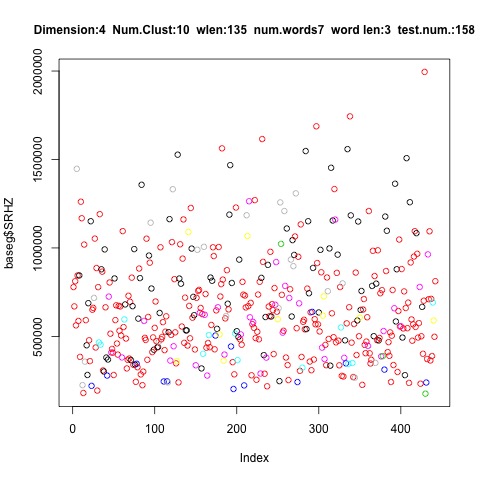 Dimension:4  Num.Clust:10  wlen:135  num.words7  word len:3  test.num.:158
2000000
1500000
1000000
500000
baseg$SRHZ
0 100 200 300 400
Index